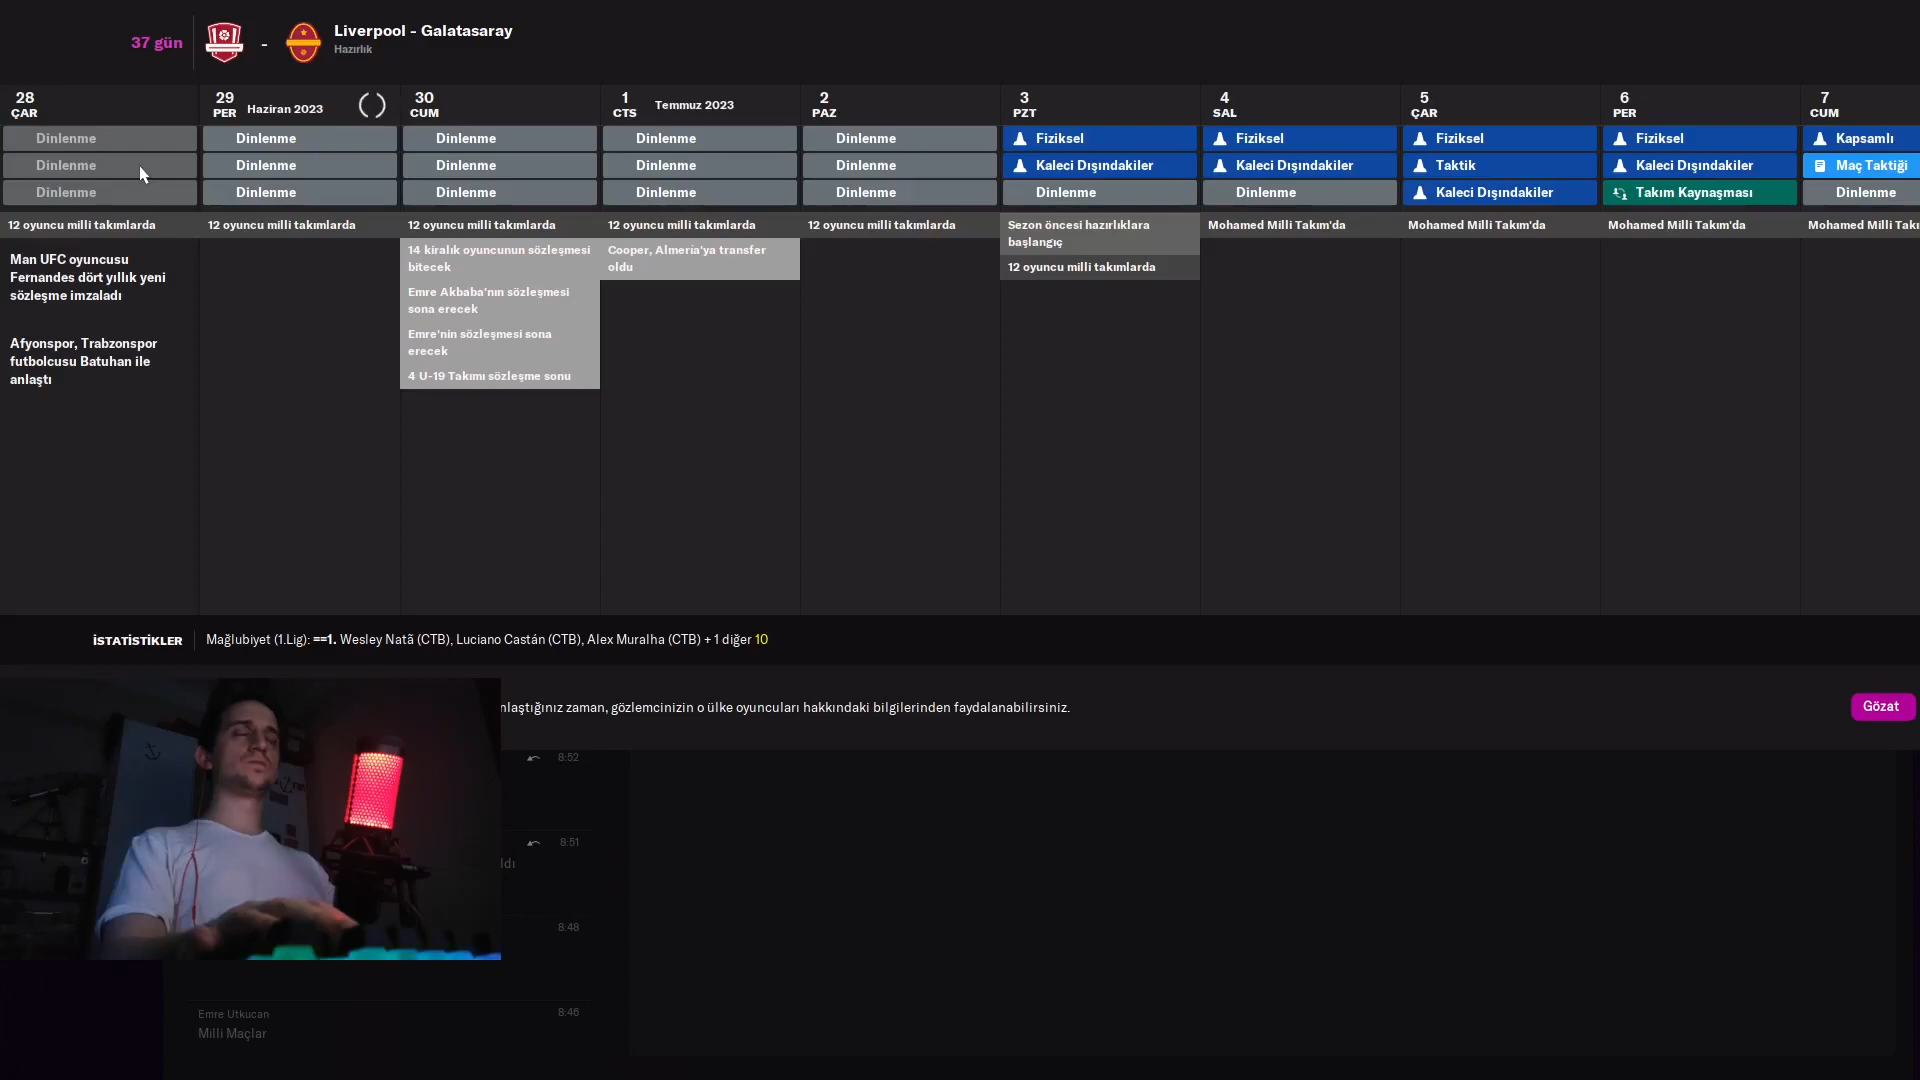 37 gün
-
Liverpool - Galatasaray
Hazırlık
28
ÇAR
29
PER
Haziran 2023
30
CUM
1
CTS
Temmuz 2023
2
PAZ
3
PZT
4
SAL
5
ÇAR
6
PER
7
CUM
Dinlenme
Dinlenme
Dinlenme
Dinlenme
Dinlenme
Fiziksel
Fiziksel
Fiziksel
Fiziksel
Kapsamlı
Dinlenme
Dinlenme
Dinlenme
Dinlenme
Dinlenme
Kaleci Dışındakiler
Kaleci Dışındakiler
Taktik
Kaleci Dışındakiler
Maç Taktiği
Dinlenme
Dinlenme
Dinlenme
Dinlenme
Dinlenme
Dinlenme
Dinlenme
Kaleci Dışındakiler
Takım Kaynaşması
Dinlenme
12 oyuncu milli takımlarda
Man UFC oyuncusu
Fernandes dört yıllık yeni
sözleşme imzaladı
Afyonspor, Trabzonspor
futbolcusu Batuhan ile
anlaştı
12 oyuncu milli takımlarda
12 oyuncu milli takımlarda
14 kiralık oyuncunun sözleşmesi
bitecek
Emre Akbaba'nın sözleşmesi
sona erecek
Emre'nin sözleşmesi sona
erecek
4 U-19 Takımı sözleşme sonu
12 oyuncu milli takımlarda
Cooper, Almería'ya transfer
oldu
12 oyuncu milli takımlarda
Sezon öncesi hazırlıklara
başlangıç
12 oyuncu milli takımlarda
Mohamed Milli Takım'da
Mohamed Milli Takım'da
Mohamed Milli Takım'da
Mohamed Milli Takı
İSTATİSTİKLER
Mağlubiyet (1.Lig): ==1. Wesley Natã (CTB), Luciano Castán (CTB), Alex Muralha (CTB) + 1 diğer 10
nlaştığınız zaman, gözlemcinizin o ülke oyuncuları hakkındaki bilgilerinden faydalanabilirsiniz.
Gözat
8:52
8:51
ldı
8:48
Emre Utkucan
8:46
Milli Maçlar